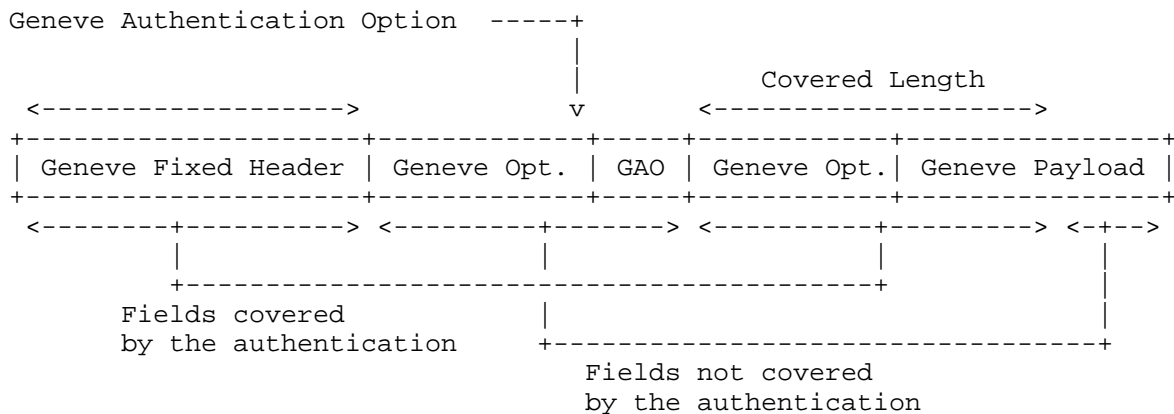 Geneve Authentication Option -----+
|
| Covered Length
<-------------------> v <-------------------->
+--------------------+-------------+-----+------------+----------------+
| Geneve Fixed Header | Geneve Opt. | GAO | Geneve Opt.| Geneve Payload |
+---------------------+-------------+-----+------------+----------------+
<--------+----------> <---------+-------> <----------+---------> <-+-->
| | | |
+------------------------------------------+ |
Fields covered | |
by the authentication +----------------------------------+
Fields not covered
by the authentication